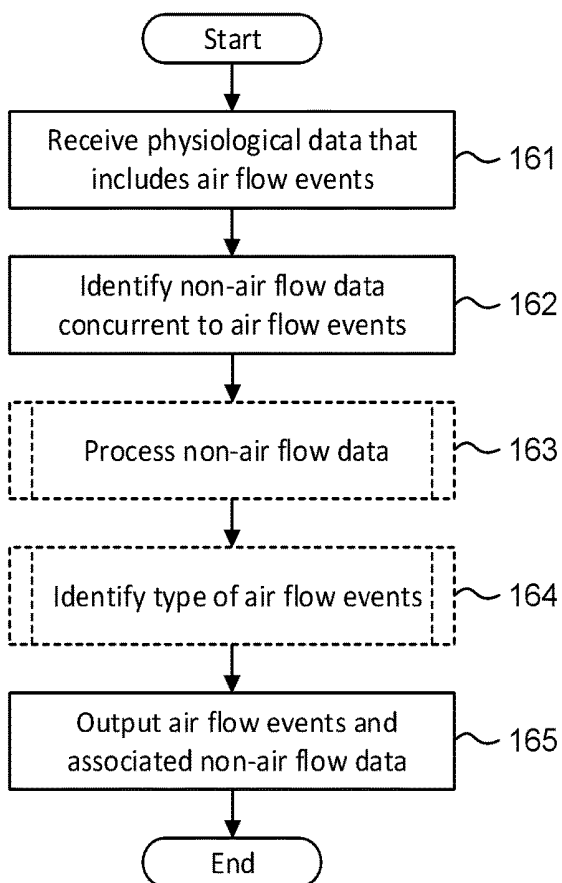 Start
Receive physiological data that
includes air flow events
161
Identify non-air flow data
concurrent to air flow events
162
Process non-air flow data
163
Identify type of air flow events
164
Output air flow events and
associated non-air flow data
165
End